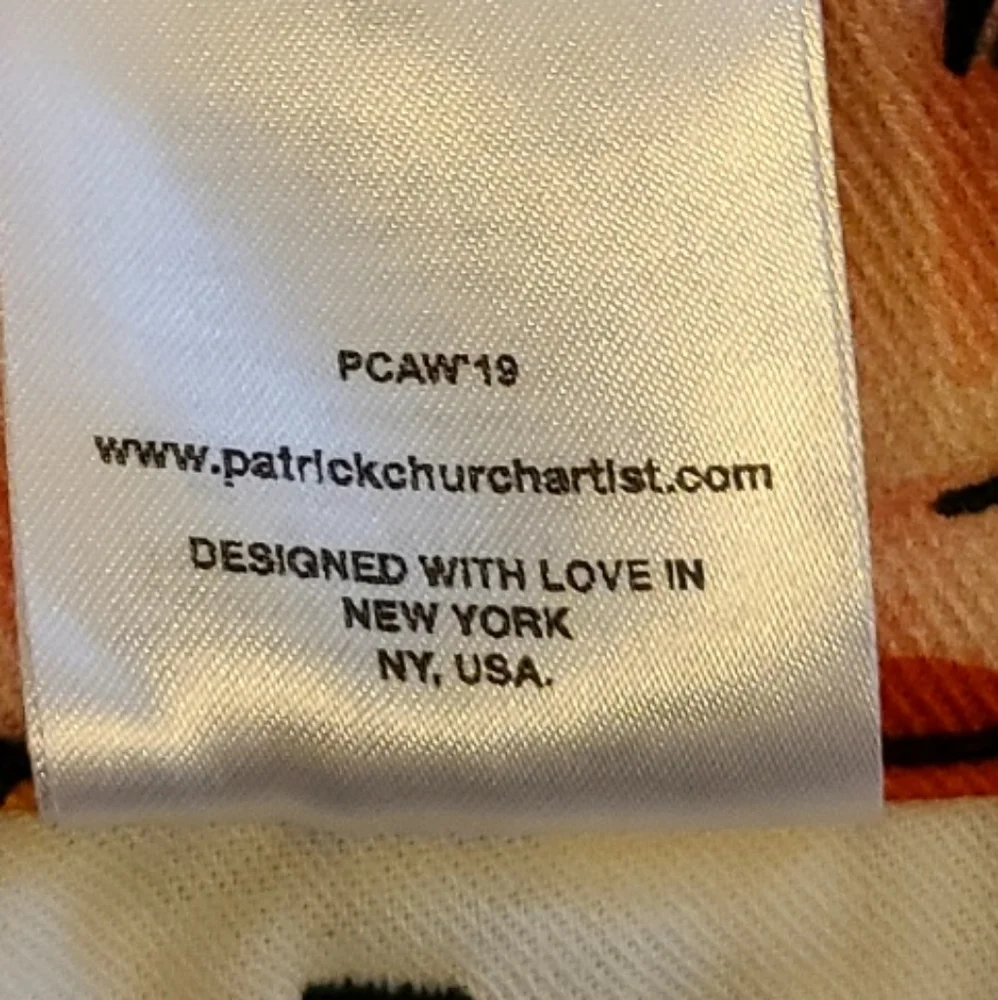 PCAW'19
www.patrickchurchartist.com
DESIGNED WITH LOVE IN
NEW YORK
NY, USA.